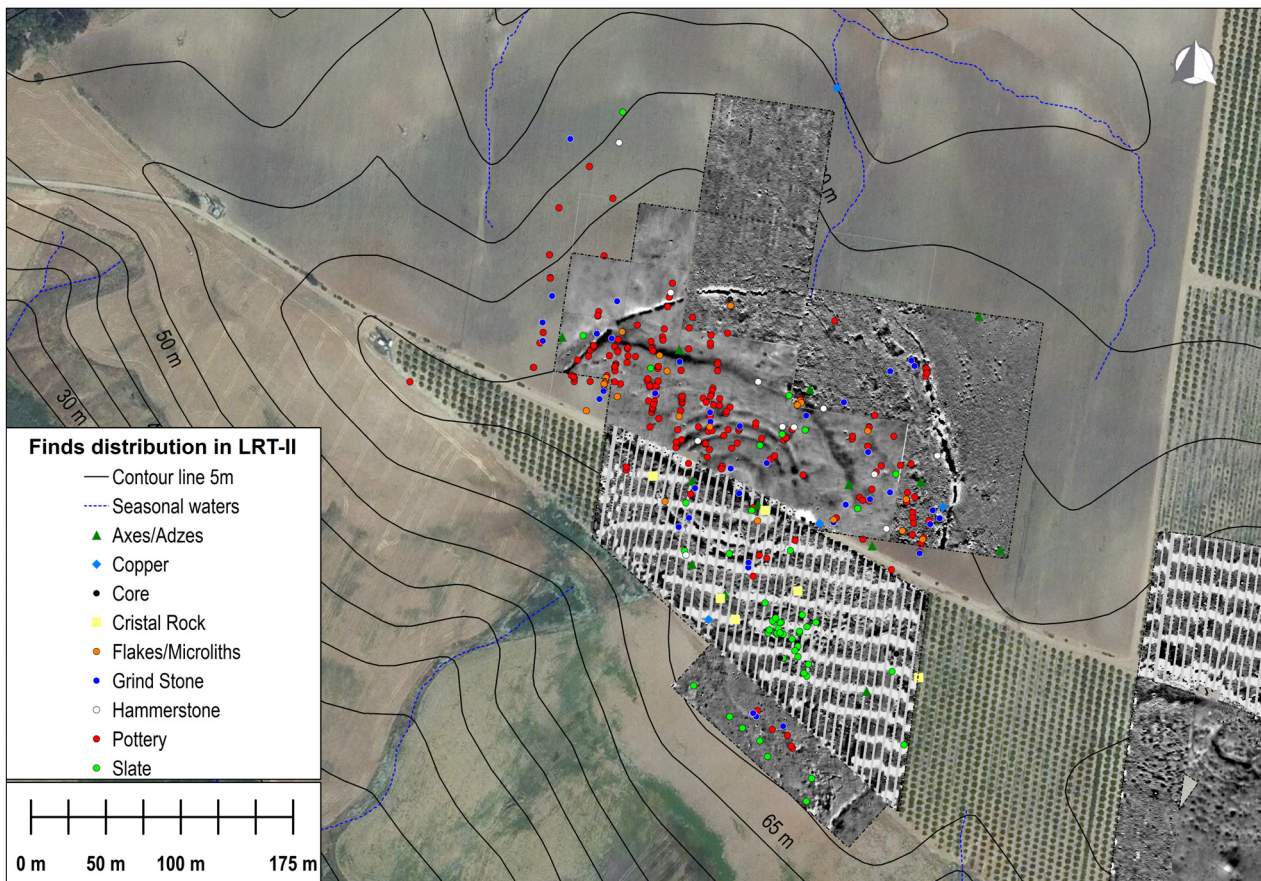 50 m
30 m
0 m
65 m
Finds distribution in LRT-II
Contour line 5m
Seasonal waters
Axes/Adzes
Copper
Core
Cristal Rock
Flakes/Microliths
Grind Stone
Hammerstone
Pottery
Slate
0 m 50 m 100 m 175 m